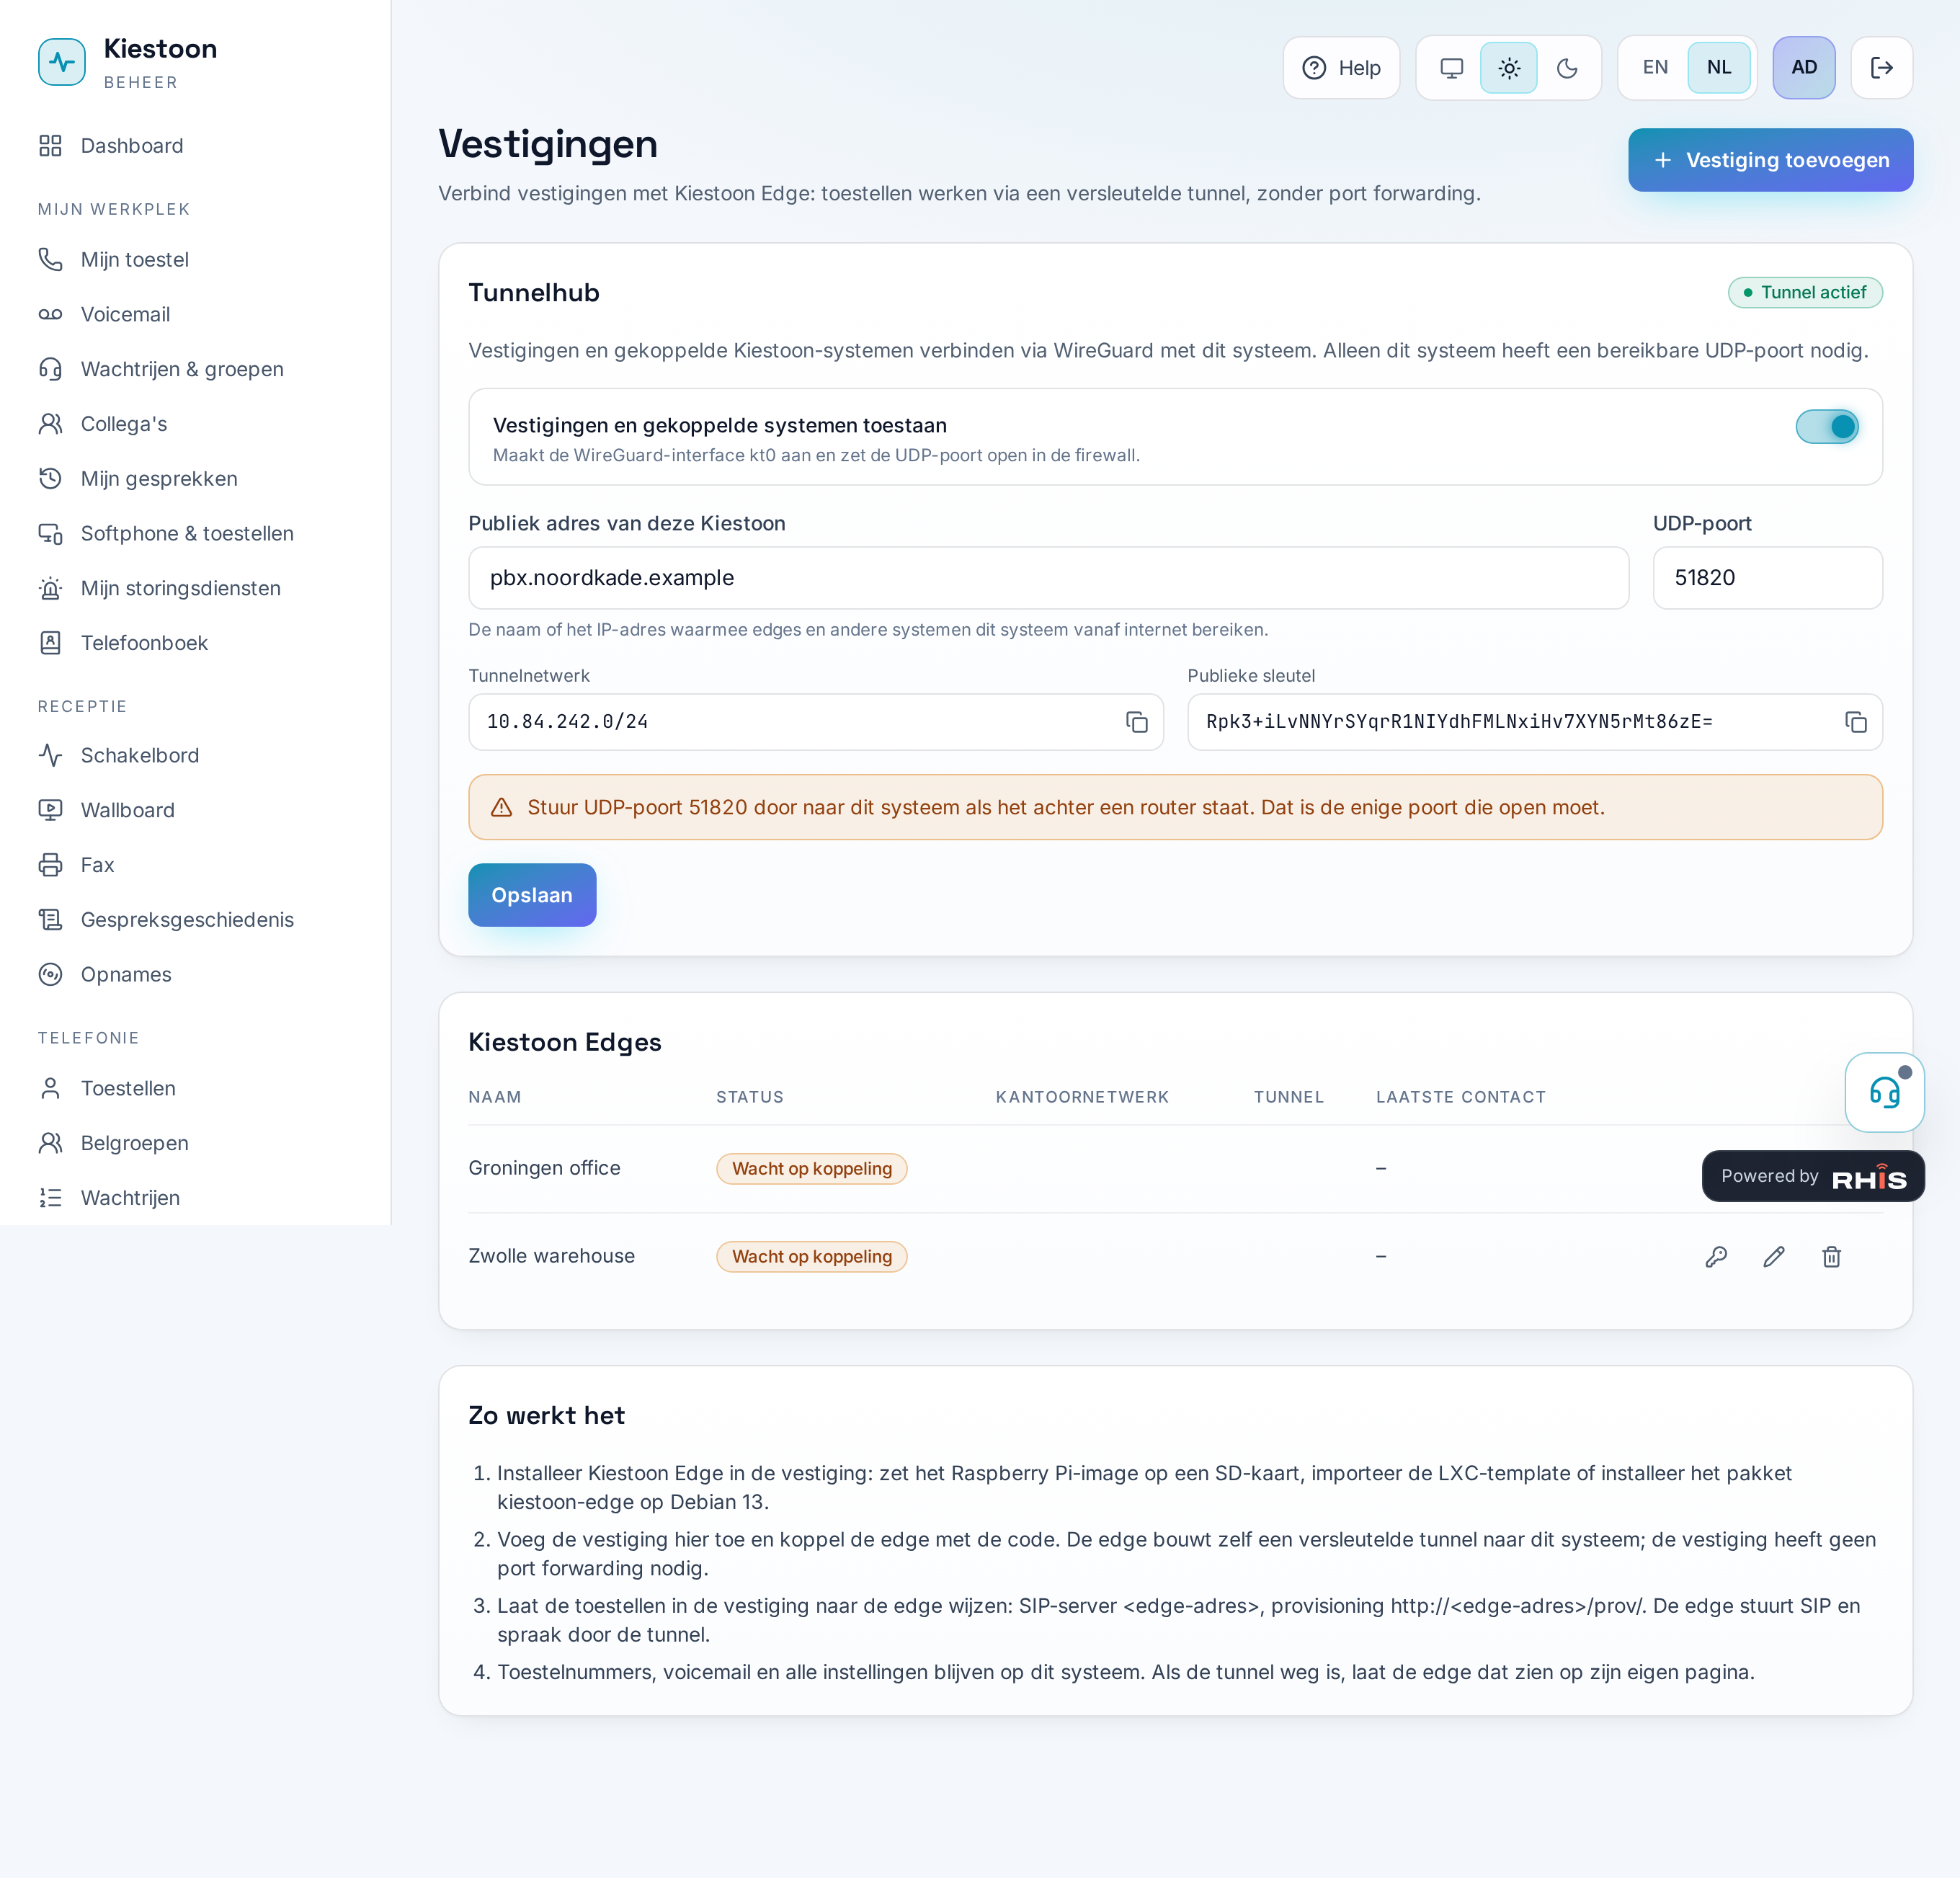 Kiestoon
BEHEER
Dashboard
MIJN WERKPLEK
Mijn toestel
Voicemail
Wachtrijen & groepen
Collega's
Mijn gesprekken
Softphone & toestellen
Mijn storingsdiensten
Telefoonboek
RECEPTIE
Schakelbord
Wallboard
Fax
Gespreksgeschiedenis
Opnames
TELEFONIE
Toestellen
Belgroepen
Wachtrijen
Help
EN
NL
AD
Vestigingen
Vestiging toevoegen
Verbind vestigingen met Kiestoon Edge: toestellen werken via een versleutelde tunnel, zonder port forwarding.
Tunnelhub
Tunnel actief
Vestigingen en gekoppelde Kiestoon-systemen verbinden via WireGuard met dit systeem. Alleen dit systeem heeft een bereikbare UDP-poort nodig.
Vestigingen en gekoppelde systemen toestaan
Maakt de WireGuard-interface kt0 aan en zet de UDP-poort open in de firewall.
Publiek adres van deze Kiestoon
UDP-poort
pbx.noordkade.example
51820
De naam of het IP-adres waarmee edges en andere systemen dit systeem vanaf internet bereiken.
Tunnelnetwerk
Publieke sleutel
10.84.242.0/24
Rpk3+iLvNNYrSYqrR1NIYdhFMLNxiHv7XYN5rMt86zE=
Stuur UDP-poort 51820 door naar dit systeem als het achter een router staat. Dat is de enige poort die open moet.
Opslaan
Kiestoon Edges
NAAM STATUS KANTOORNETWERK TUNNEL LAATSTE CONTACT
Groningen office Wacht op koppeling –
Powered by RHIS
Zwolle warehouse Wacht op koppeling –
Zo werkt het
1. Installeer Kiestoon Edge in de vestiging: zet het Raspberry Pi-image op een SD-kaart, importeer de LXC-template of installeer het pakket
kiestoon-edge op Debian 13.
2. Voeg de vestiging hier toe en koppel de edge met de code. De edge bouwt zelf een versleutelde tunnel naar dit systeem; de vestiging heeft geen
port forwarding nodig.
3. Laat de toestellen in de vestiging naar de edge wijzen: SIP-server <edge-adres>, provisioning http://<edge-adres>/prov/. De edge stuurt SIP en
spraak door de tunnel.
4. Toestelnummers, voicemail en alle instellingen blijven op dit systeem. Als de tunnel weg is, laat de edge dat zien op zijn eigen pagina.